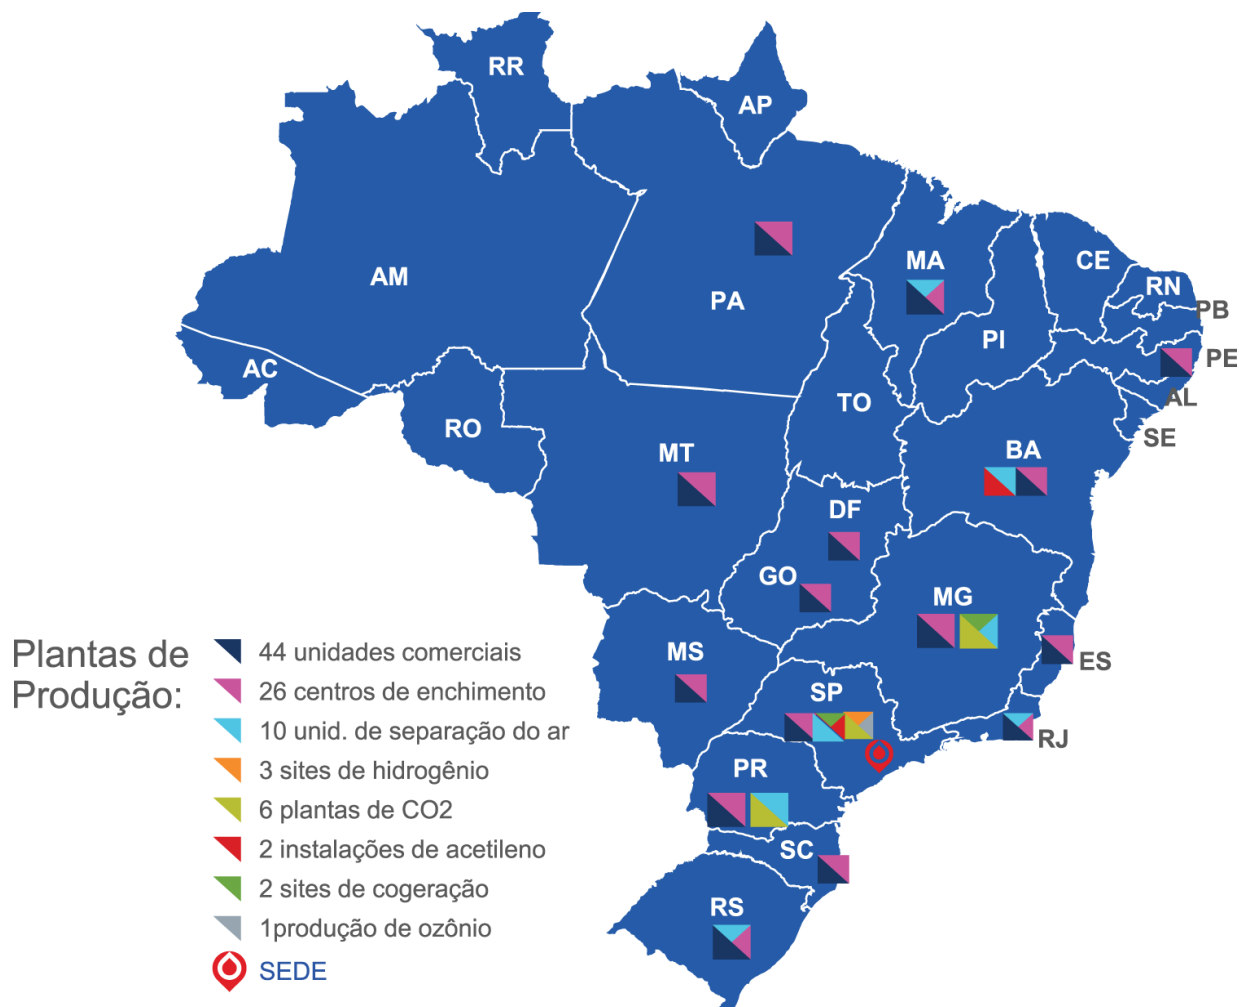 RR
AP
AM
PA
MA
CE
RN
PB
PI
PE
AC
TO
AL
RO
SE
MT
BA
DF
GO
MG
MS
ES
SP
RJ
PR
SC
RS
Plantas de
Produção:
44 unidades comerciais
26 centros de enchimento
10 unid. de separação do ar
3 sites de hidrogênio
6 plantas de CO2
2 instalações de acetileno
2 sites de cogeração
1produção de ozônio
SEDE